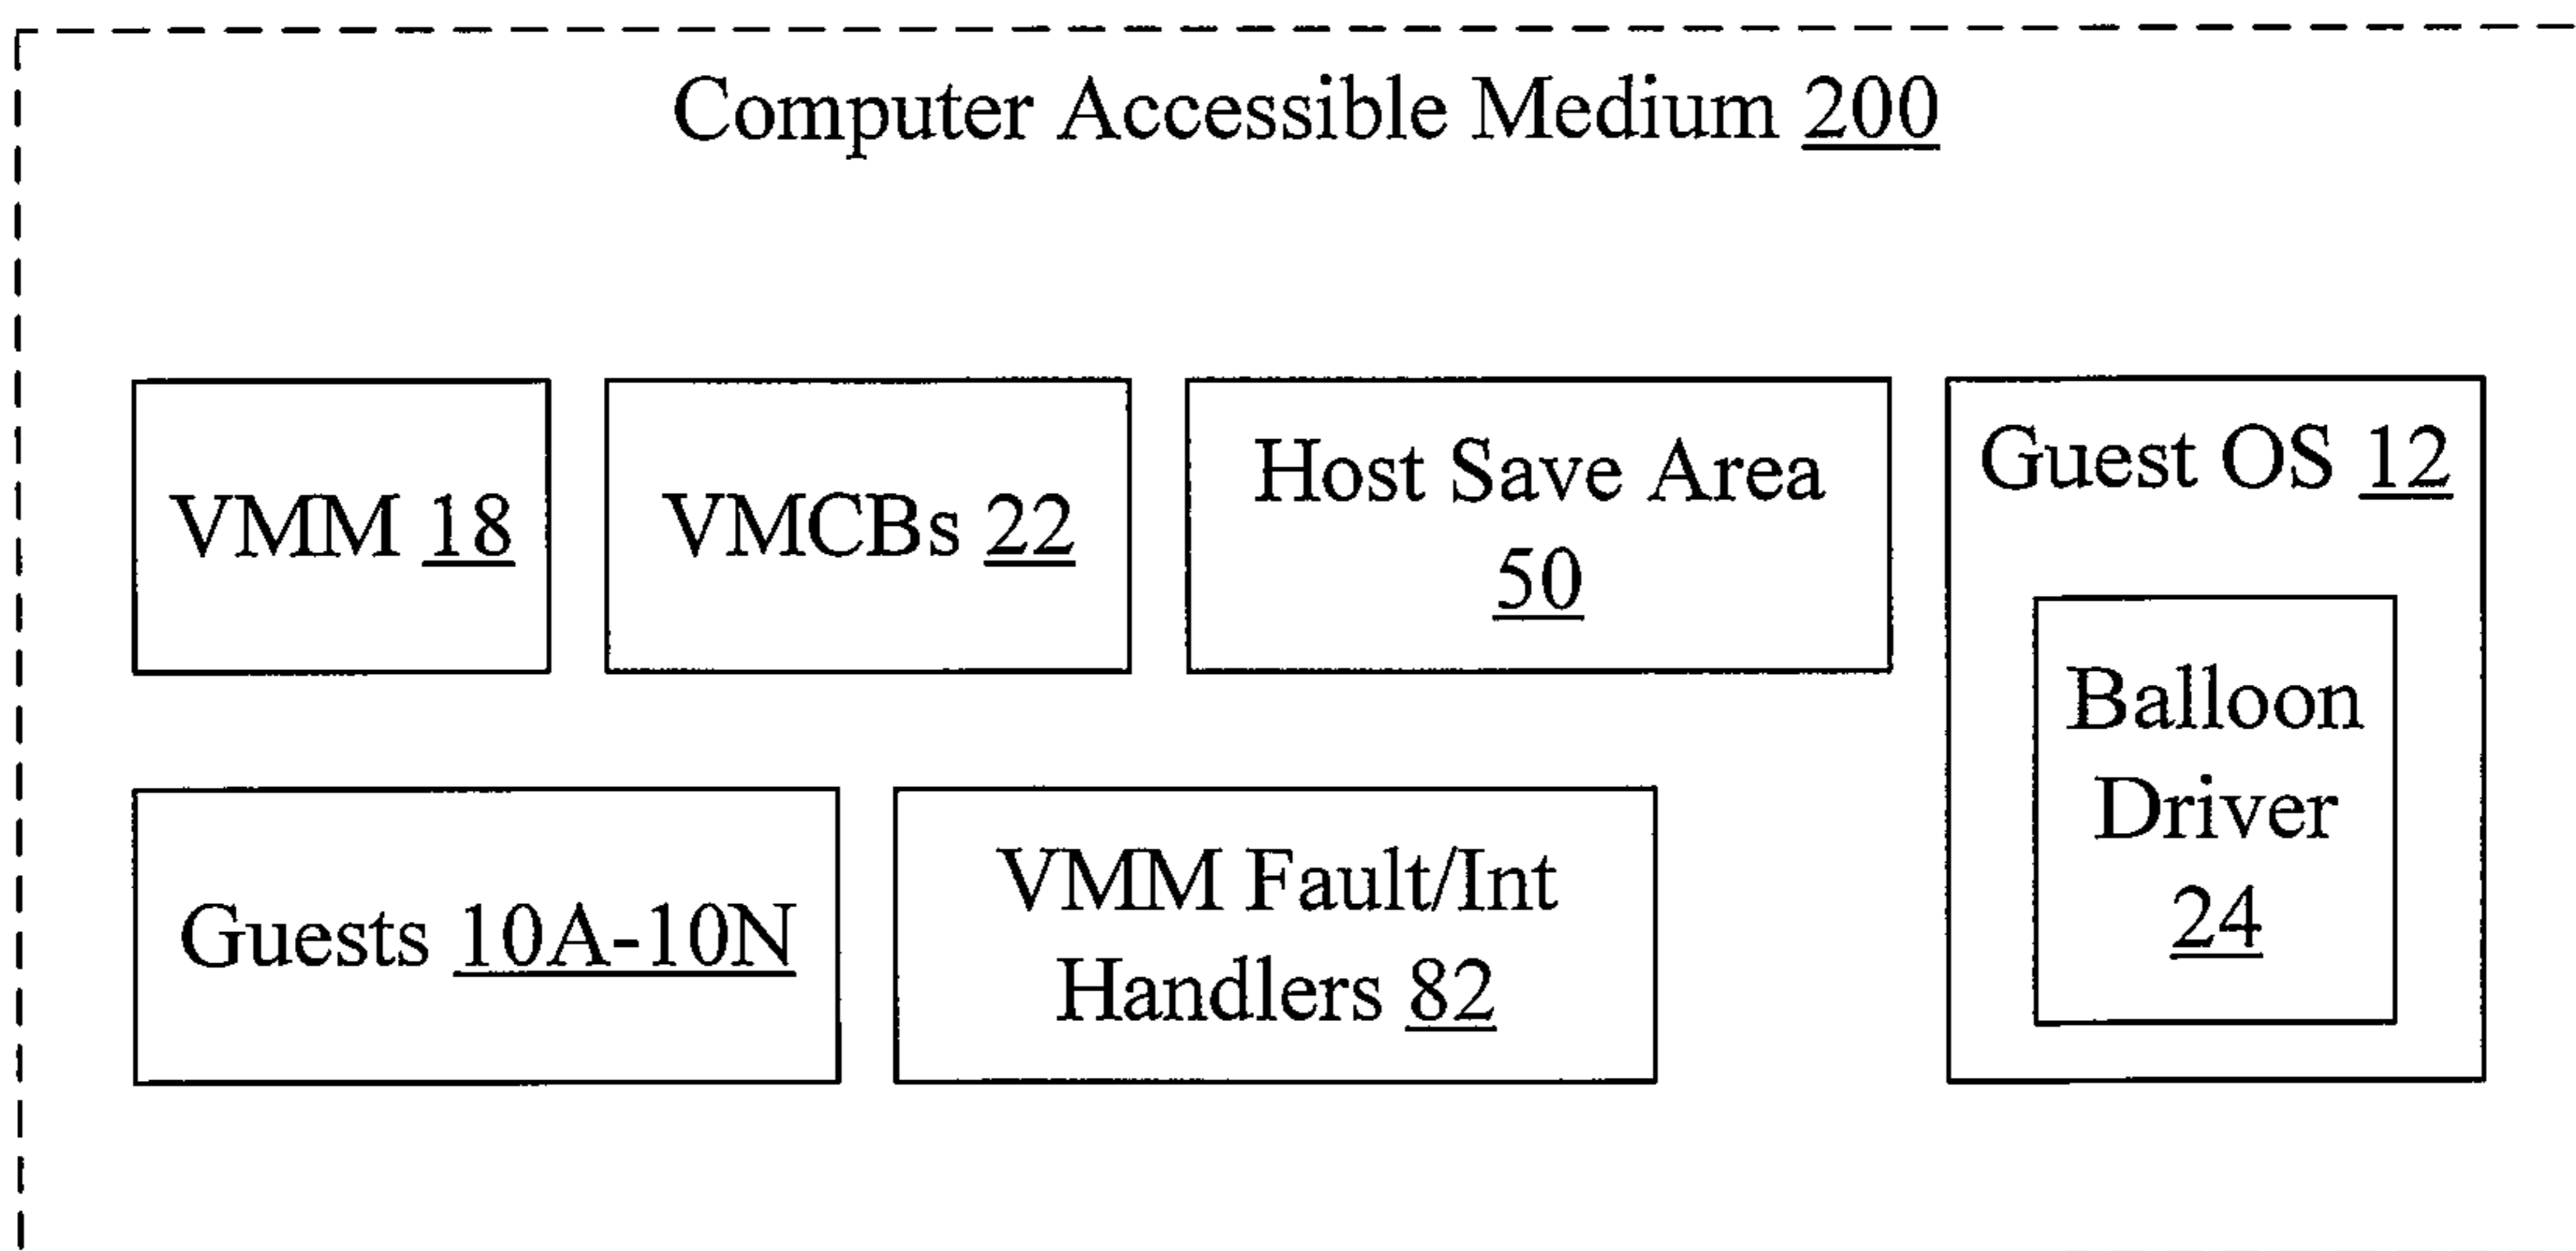 Computer Accessible Medium 200
VMM 18
VMCBs 22
Host Save Area
50
Guest OS 12
Balloon
Driver
24
Guests 10A-10N
VMM Fault/Int
Handlers 82